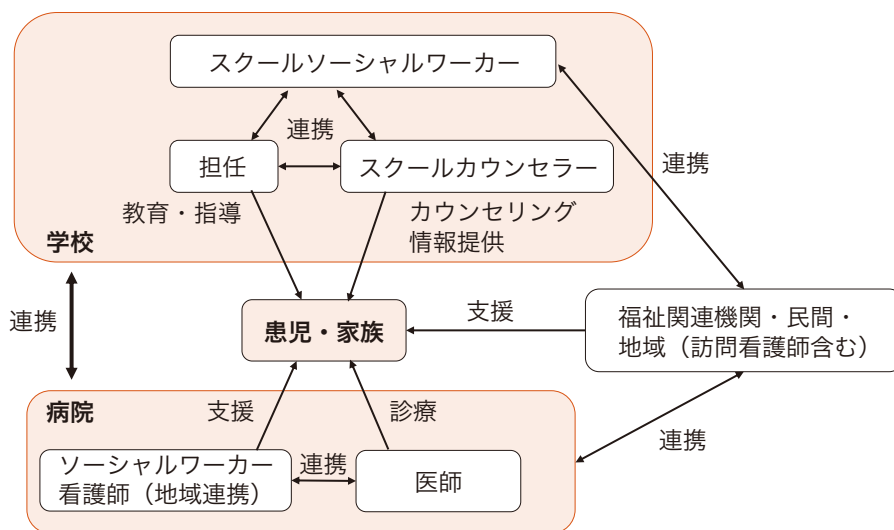 スクールソーシャルワーカー
連携
担任
スクールカウンセラー
連携
教育・指導
カウンセリング
情報提供
学校
連携
患児・家族
支援
福祉関連機関・民間・
地域（訪問看護師含む）
病院
支援
診療
連携
ソーシャルワーカー
看護師（地域連携）
連携
医師